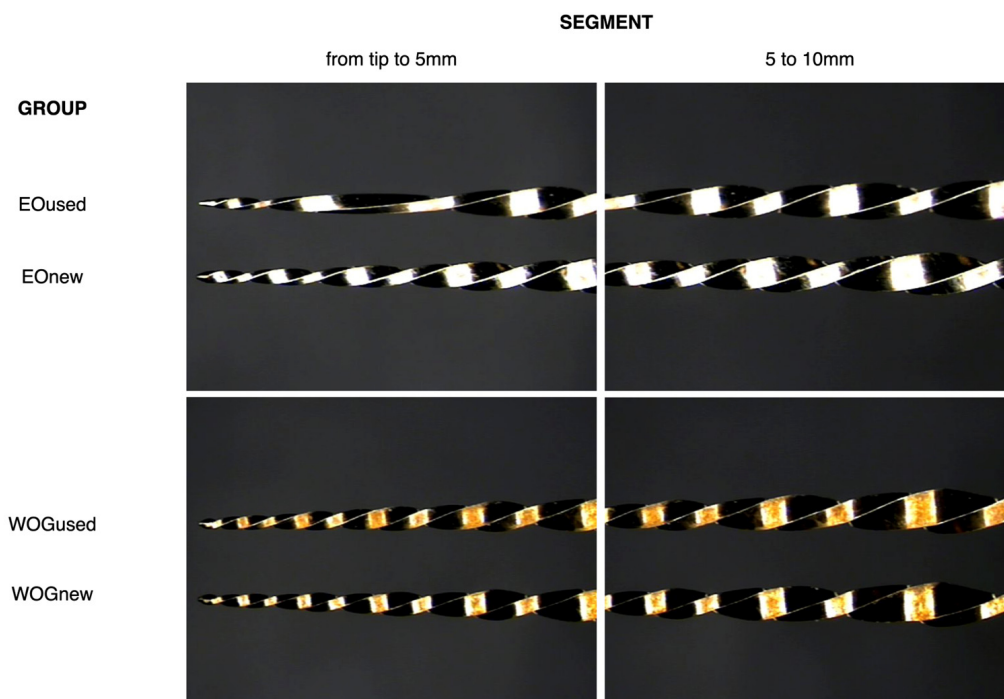 SEGMENT
from tip to 5mm
5 to 10mm
GROUP
EOused
EOnew
WOGused
WOGnew